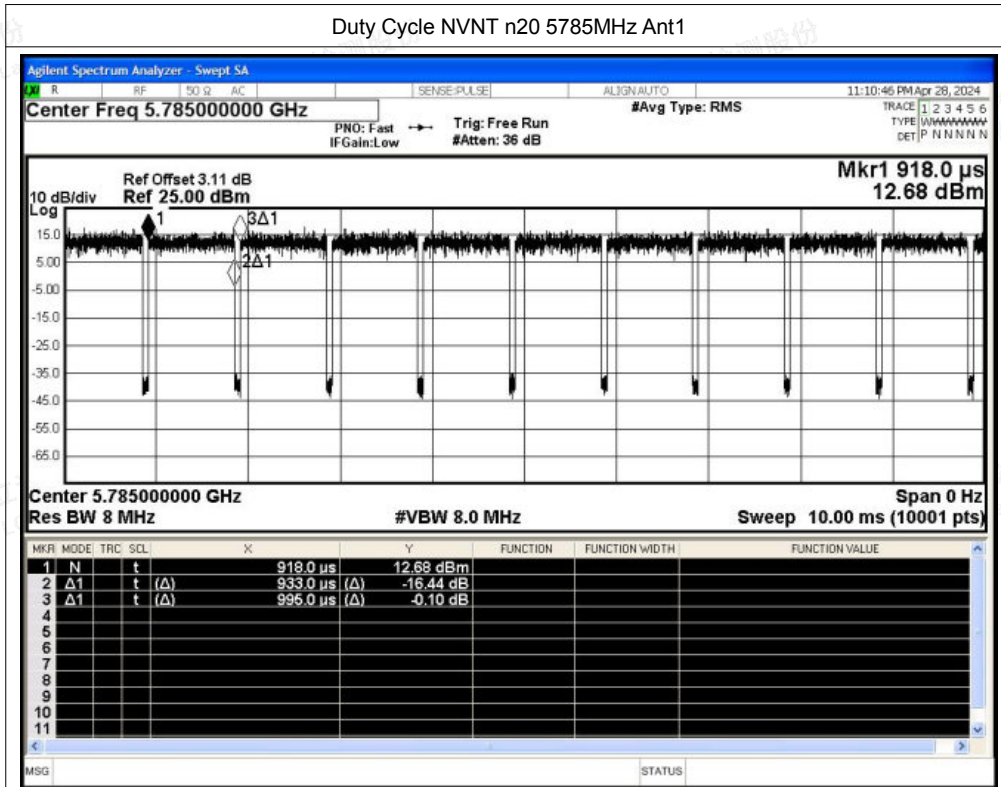 Duty Cycle NVNT n20 5785MHz Ant1
Agilent Spectrum Analyzer - Swept SA
LXI R RF 50 Ω AC SENSE:PULSE ALIGNAUTO 11:10:46 PM Apr 28, 2024
Center Freq 5.785000000 GHz #Avg Type: RMS TRACE 1 2 3 4 5 6
PNO: Fast Trig: Free Run TYPE WWWWWWW
IFGain:Low #Atten: 36 dB DET P N N N N N
Mkr1 918.0 µs
Ref Offset 3.11 dB
10 dB/div Ref 25.00 dBm 12.68 dBm
Log
1 3Δ1
15.0
2Δ1
5.00
-5.00
-15.0
-25.0
-35.0
-45.0
-55.0
-65.0
Center 5.785000000 GHz Span 0 Hz
Res BW 8 MHz #VBW 8.0 MHz Sweep 10.00 ms (10001 pts)
MKR MODE TRC SCL X Y FUNCTION FUNCTION WIDTH FUNCTION VALUE
1 N t 918.0 µs 12.68 dBm
2 Δ1 t (Δ) 933.0 µs (Δ) -16.44 dB
3 Δ1 t (Δ) 995.0 µs (Δ) -0.10 dB
4
5
6
7
8
9
10
11
MSG STATUS